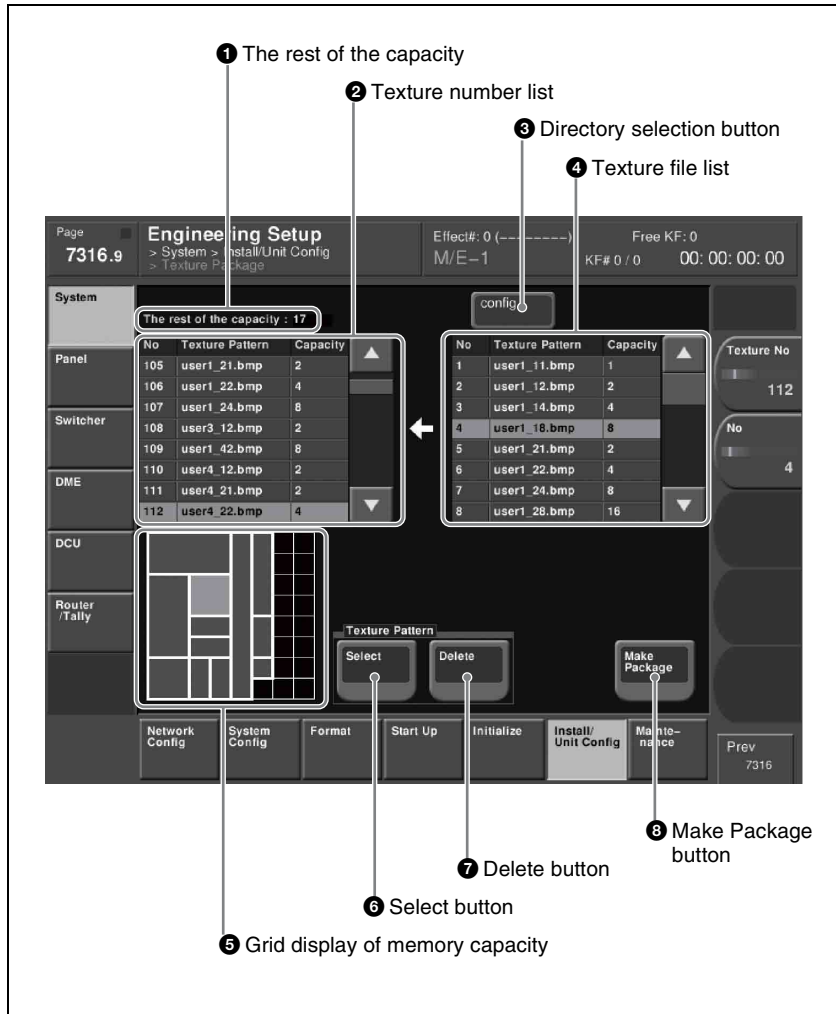 ❶ The rest of the capacity
❷ Texture number list
❸ Directory selection button
❹ Texture file list
Page
7316.9
Engineering Setup
> System > Install/Unit Config
> Texture Package
Effect#: 0 (--------)
Free KF: 0
M/E-1
KF# 0 / 0
00: 00: 00: 00
System
Panel
Switcher
DME
DCU
Router
/Tally
The rest of the capacity : 17
config
No Texture Pattern Capacity
105 user1_21.bmp 2
106 user1_22.bmp 4
107 user1_24.bmp 8
108 user3_12.bmp 2
109 user1_42.bmp 8
110 user4_12.bmp 2
111 user4_21.bmp 2
112 user4_22.bmp 4
No Texture Pattern Capacity
1 user1_11.bmp 1
2 user1_12.bmp 2
3 user1_14.bmp 4
4 user1_18.bmp 8
5 user1_21.bmp 2
6 user1_22.bmp 4
7 user1_24.bmp 8
8 user1_28.bmp 16
Texture No
112
No
4
Texture Pattern
Select
Delete
Make
Package
Network
Config
System
Config
Format
Start Up
Initialize
Install/
Unit Config
Mainte-
nance
Prev
7316
❽ Make Package
button
❼ Delete button
❻ Select button
❺ Grid display of memory capacity